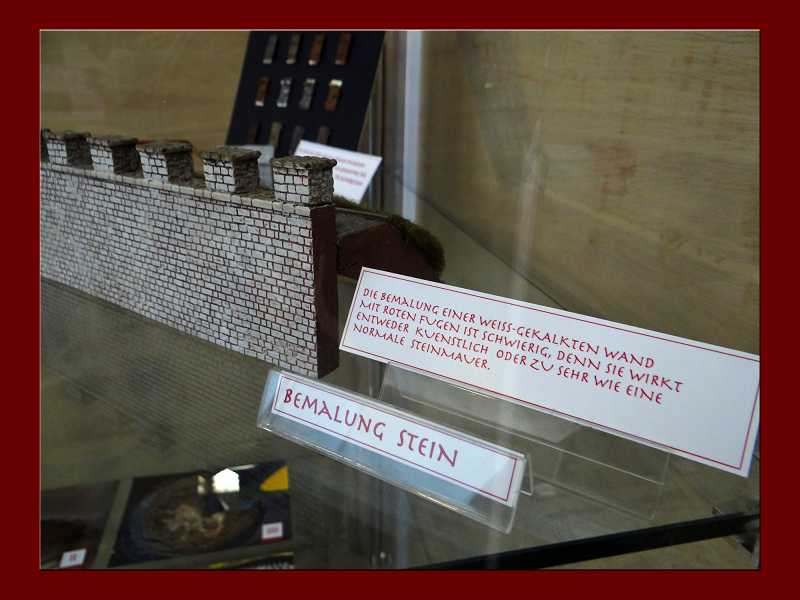 DIE BEMALUNG EINER WEISS-GEKALKTEN WAND
MIT ROTEN FUGEN IST SCHWIERIG, DENN SIE WIRKT
ENTWEDER KUENSTLICH ODER ZU SEHR WIE EINE
NORMALE STEINMAUER.
BEMALUNG STEIN